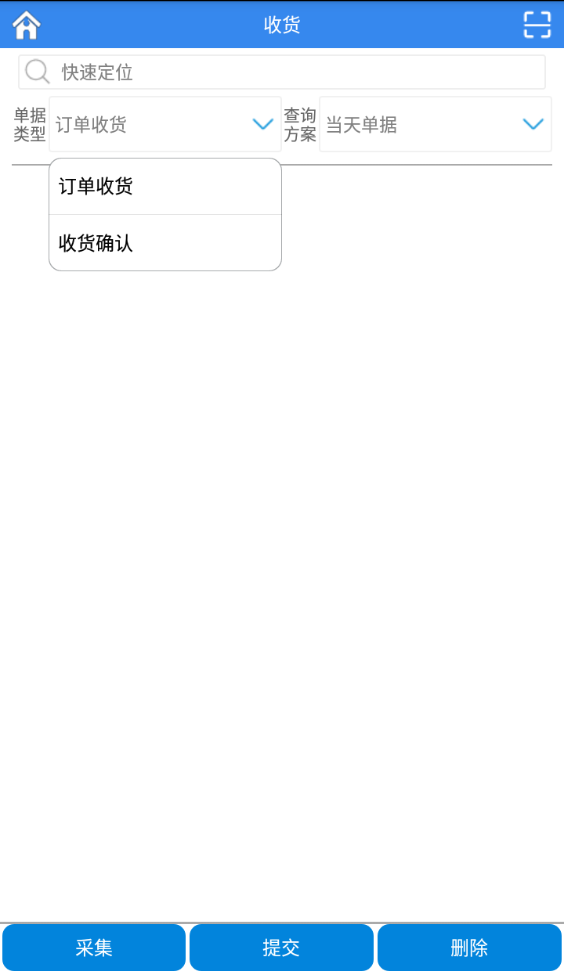 收货
快速定位
单据类型 订单收货 查询方案 当天单据
订单收货
收货确认
采集 提交 删除